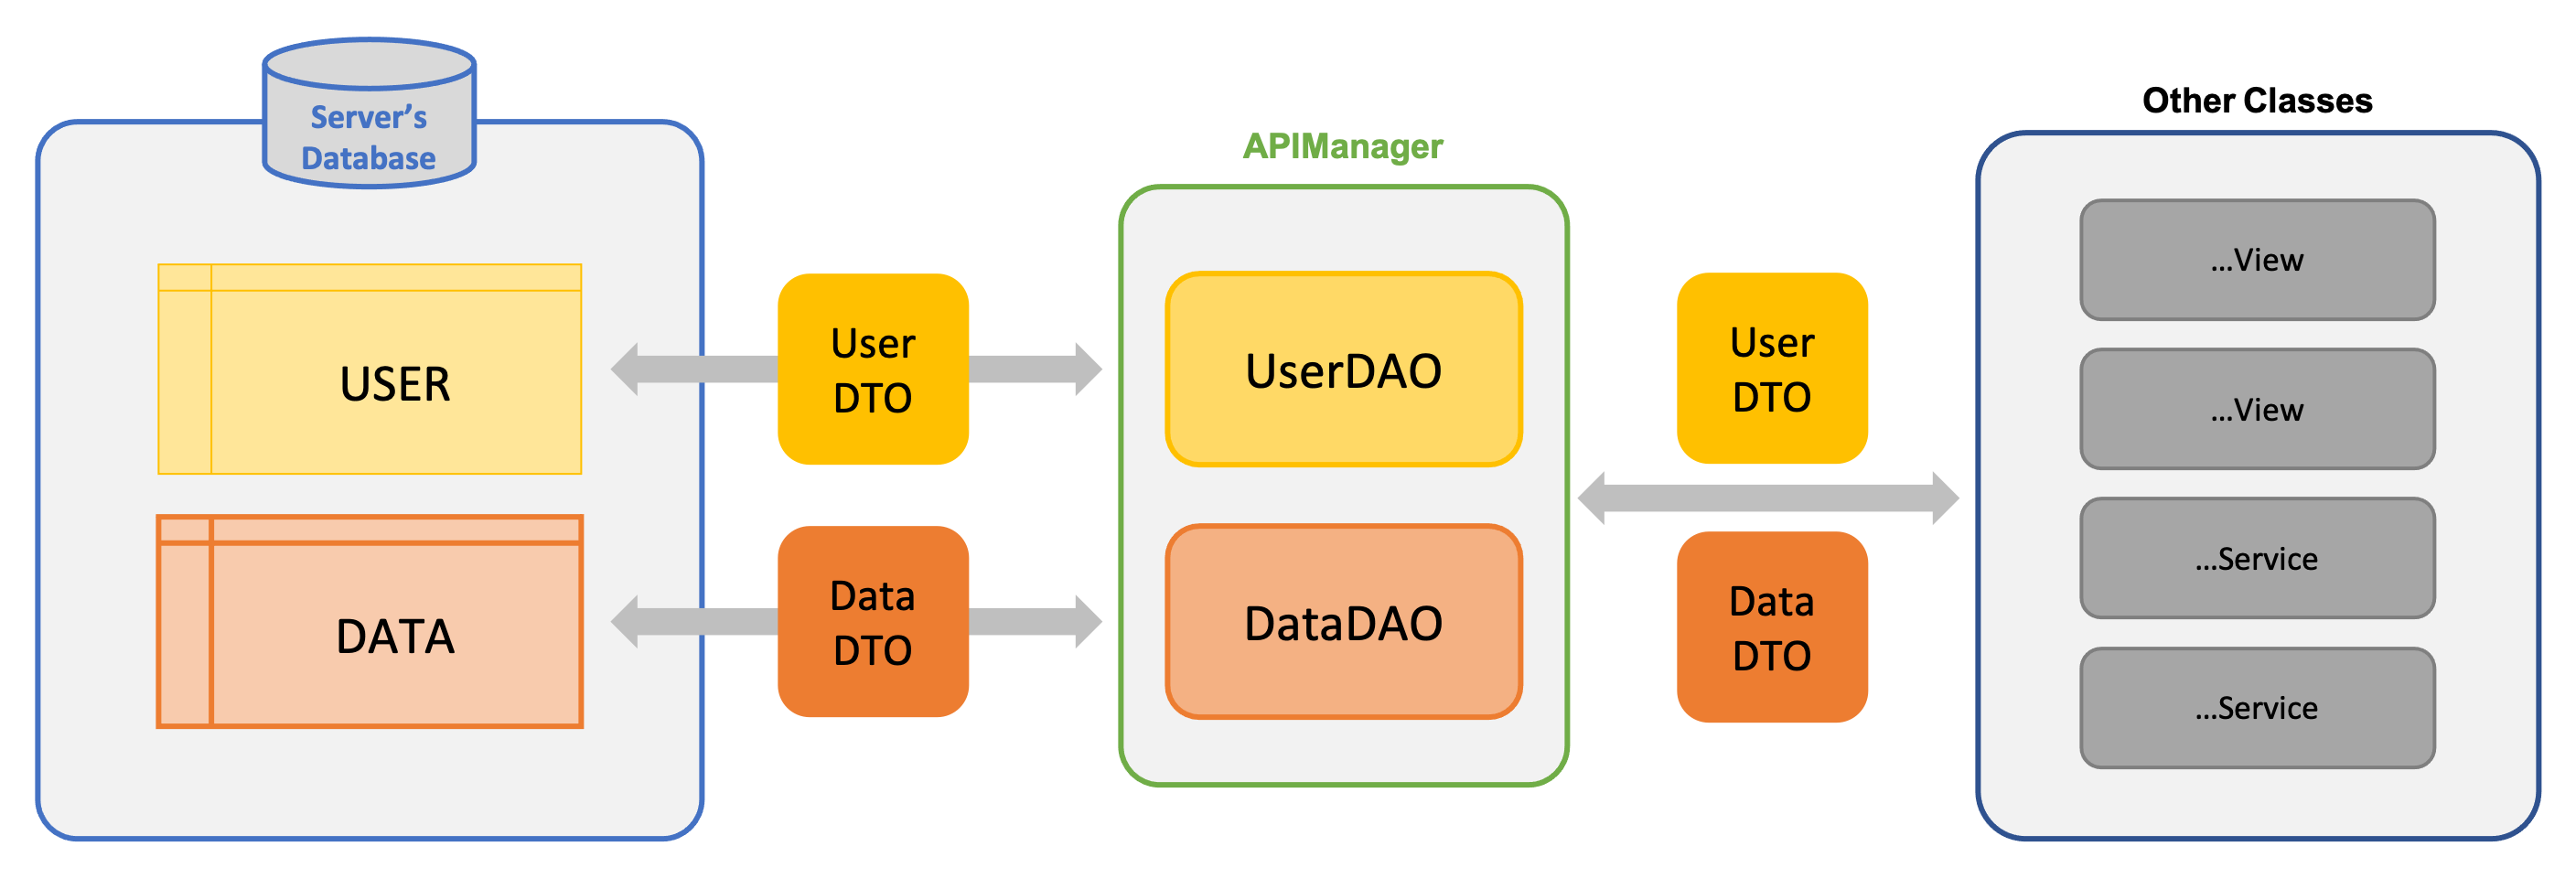 Server’s
Database
USER
DATA
User
DTO
Data
DTO
APIManager
UserDAO
DataDAO
User
DTO
Data
DTO
Other Classes
...View
...View
...Service
...Service